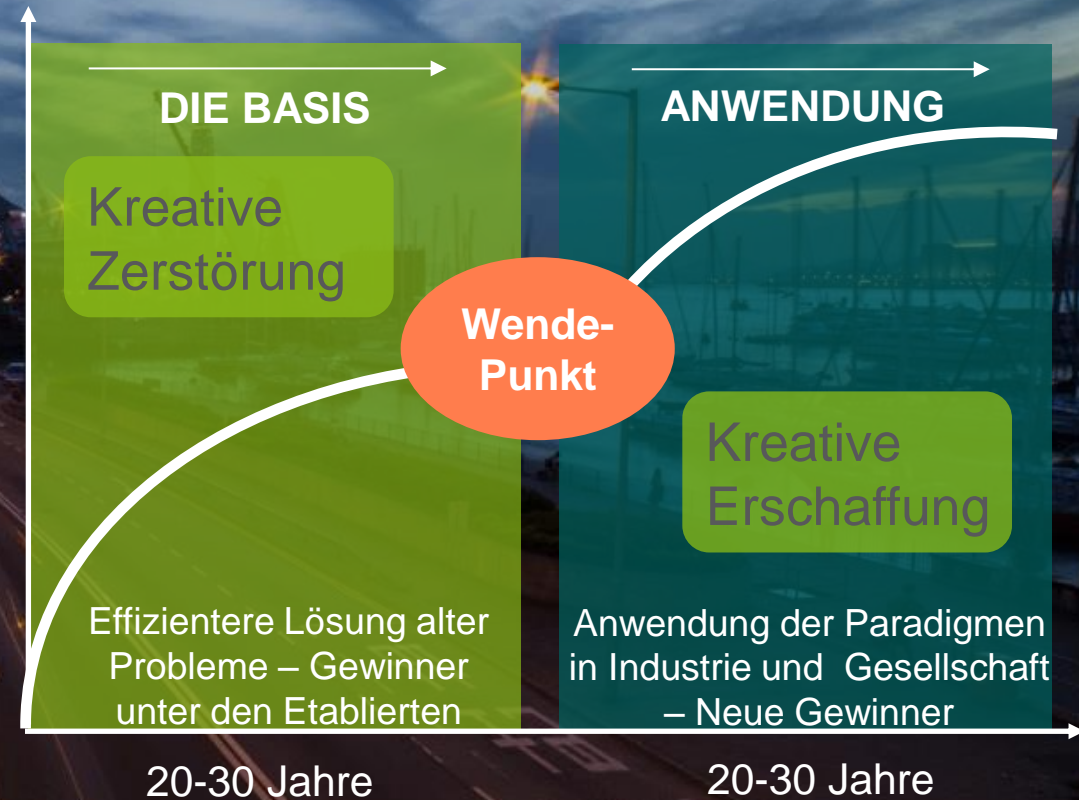 DIE BASIS
Kreative
Zerstörung
Effizientere Lösung alter
Probleme – Gewinner
unter den Etablierten
20-30 Jahre
Wende-
Punkt
ANWENDUNG
Kreative
Erschaffung
Anwendung der Paradigmen
in Industrie und Gesellschaft
– Neue Gewinner
20-30 Jahre